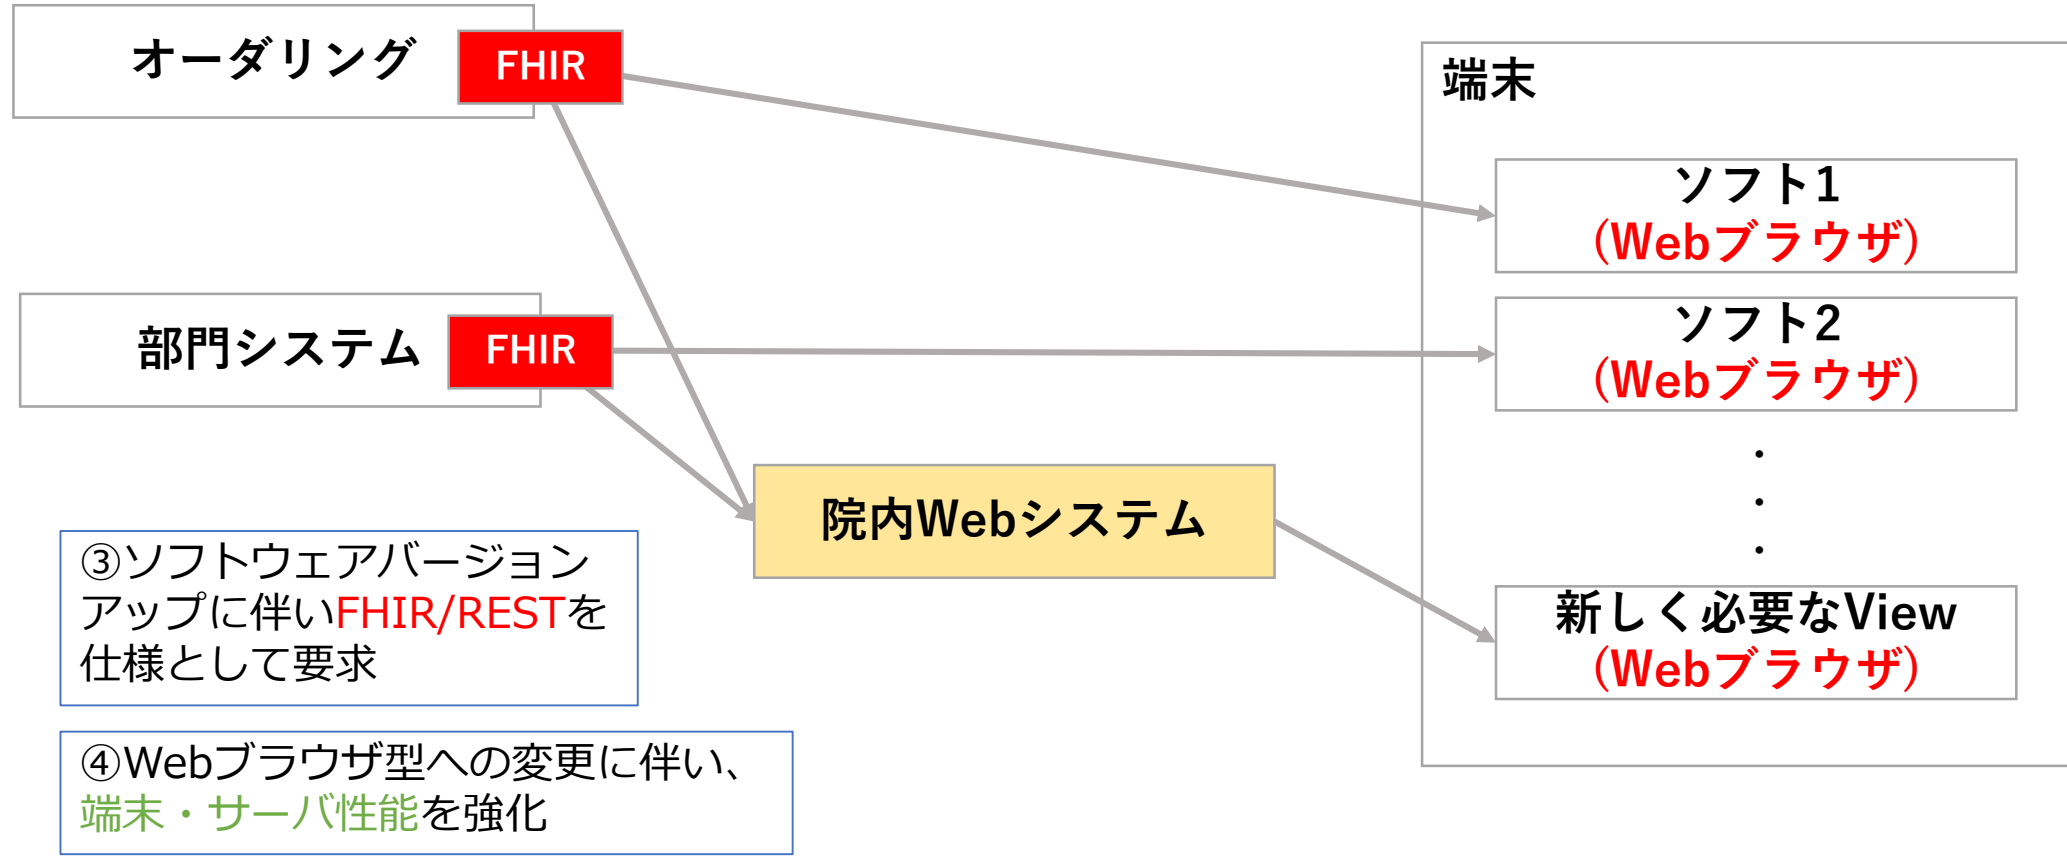 オーダリング
FHIR
端末
ソフト1
(Webブラウザ)
部門システム
FHIR
ソフト2
(Webブラウザ)
・
・
・
院内Webシステム
③ソフトウェアバージョン
アップに伴いFHIR/RESTを
仕様として要求
新しく必要なView
(Webブラウザ)
④Webブラウザ型への変更に伴い、
端末・サーバ性能を強化